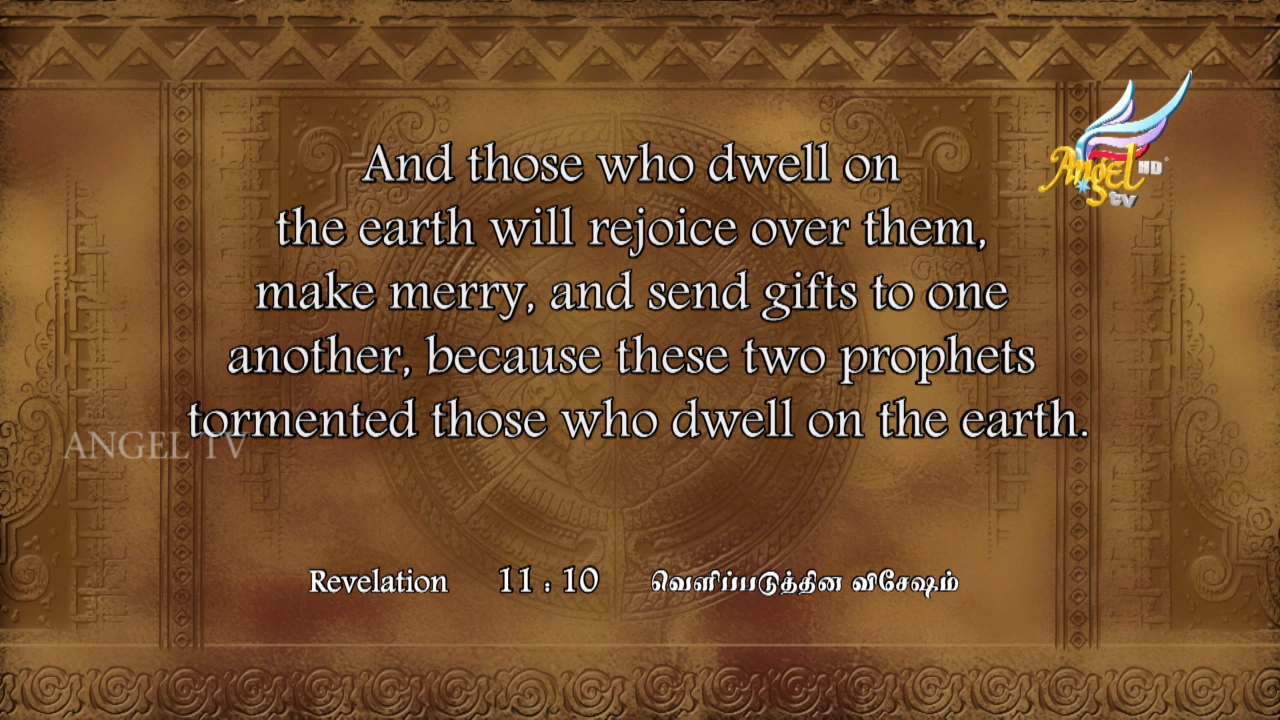 And those who dwell on
the earth will rejoice over them,
make merry, and send gifts to one
another, because these two prophets
tormented those who dwell on the earth.
Revelation 11 : 10 வெளிப்படுத்தின விசேஷம்
Angel HD
tv
ANGEL TV